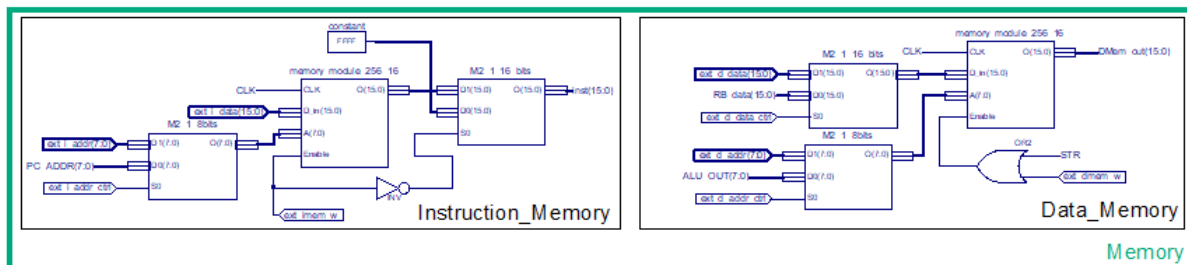 constant
FFFF
memory module 256 16
M2 1 16 bits
CLK
CLK
O(15:0)
D1(15:0)
O(15:0)
inst(15:0)
ext i data(15:0)
D_in(15:0)
D0(15:0)
M2 1 8bits
A(7:0)
S0
ext i addr(7:0)
D1(7:0)
O(7:0)
Enable
PC ADDR(7:0)
D0(7:0)
ext i addr ctrl
S0
INV
ext imem w
Instruction_Memory
memory module 256 16
M2 1 16 bits
CLK
CLK
O(15:0)
DMem out(15:0)
ext d data(15:0)
D1(15:0)
O(15:0)
D_in(15:0)
RB data(15:0)
D0(15:0)
A(7:0)
ext d data ctrl
S0
Enable
M2 1 8bits
ext d addr(7:0)
D1(7:0)
O(7:0)
OR2
STR
ALU OUT(7:0)
D0(7:0)
ext dmem w
ext d addr ctrl
S0
Data_Memory
Memory